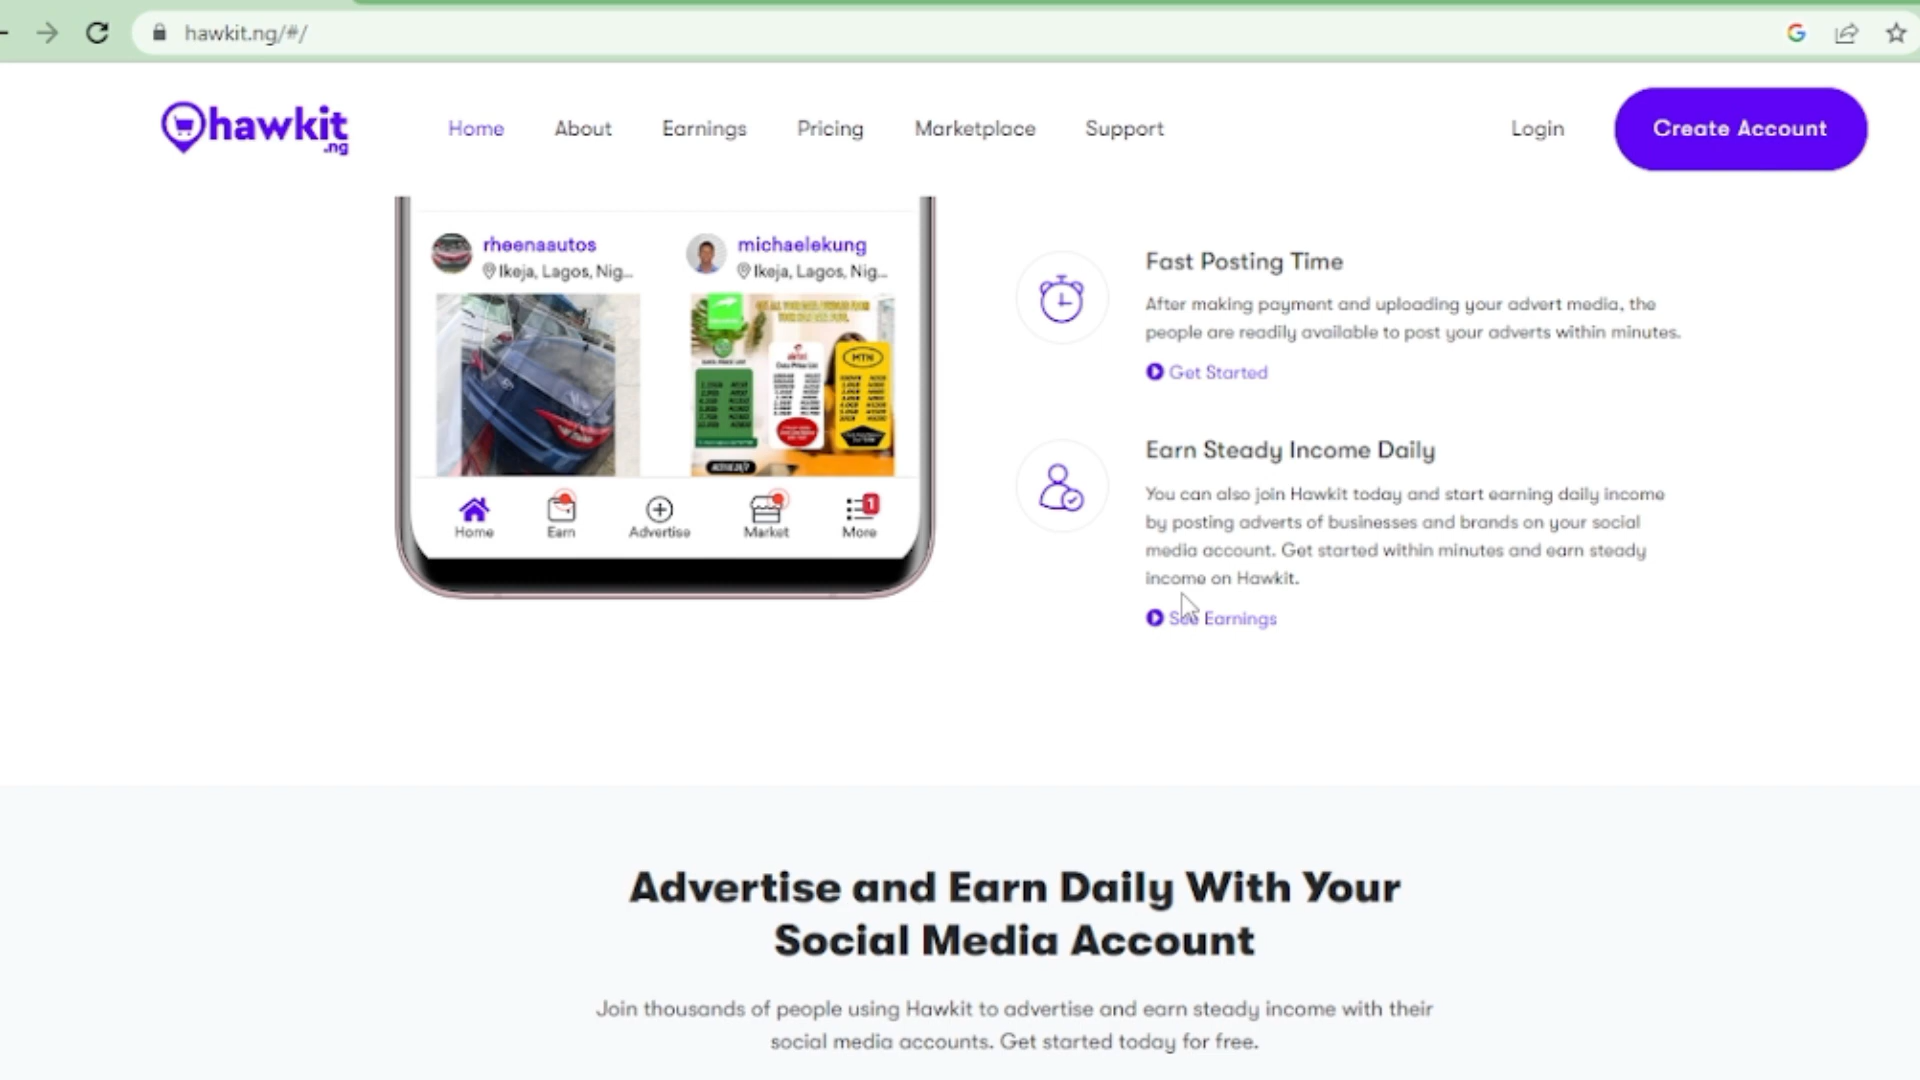 hawkit.ng/#/
hawkit
.ng
Home About Earnings Pricing Marketplace Support Login Create Account
rheenaautos
Ikeja, Lagos, Nig...
michaelekung
Ikeja, Lagos, Nig...
MTN
Home Earn Advertise Market More
1
Fast Posting Time
After making payment and uploading your advert media, the
people are readily available to post your adverts within minutes.
Get Started
Earn Steady Income Daily
You can also join Hawkit today and start earning daily income
by posting adverts of businesses and brands on your social
media account. Get started within minutes and earn steady
income on Hawkit.
See Earnings
Advertise and Earn Daily With Your
Social Media Account
Join thousands of people using Hawkit to advertise and earn steady income with their
social media accounts. Get started today for free.